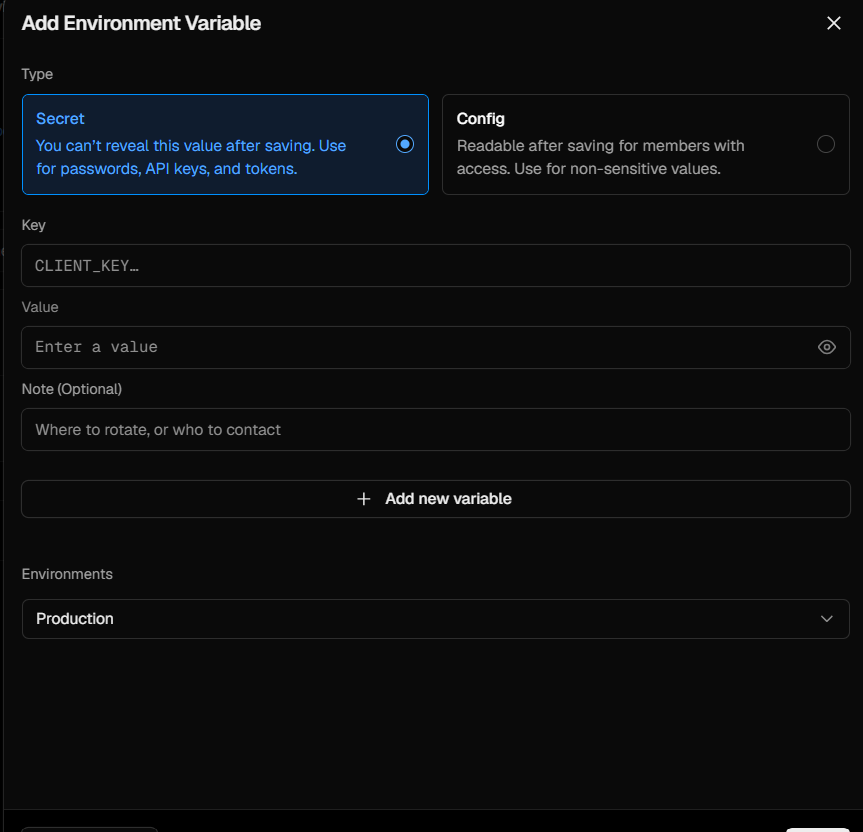 Add Environment Variable
Type
Secret
You can’t reveal this value after saving. Use
for passwords, API keys, and tokens.
Config
Readable after saving for members with
access. Use for non-sensitive values.
Key
CLIENT_KEY…
Value
Enter a value
Note (Optional)
Where to rotate, or who to contact
Add new variable
Environments
Production